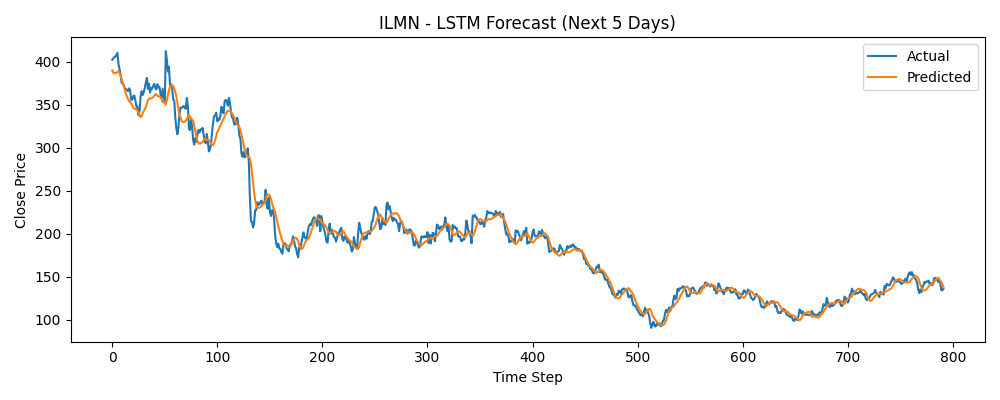 ILMN - LSTM Forecast (Next 5 Days)
Actual
Predicted
Close Price
400
350
300
250
200
150
100
0 100 200 300 400 500 600 700 800
Time Step